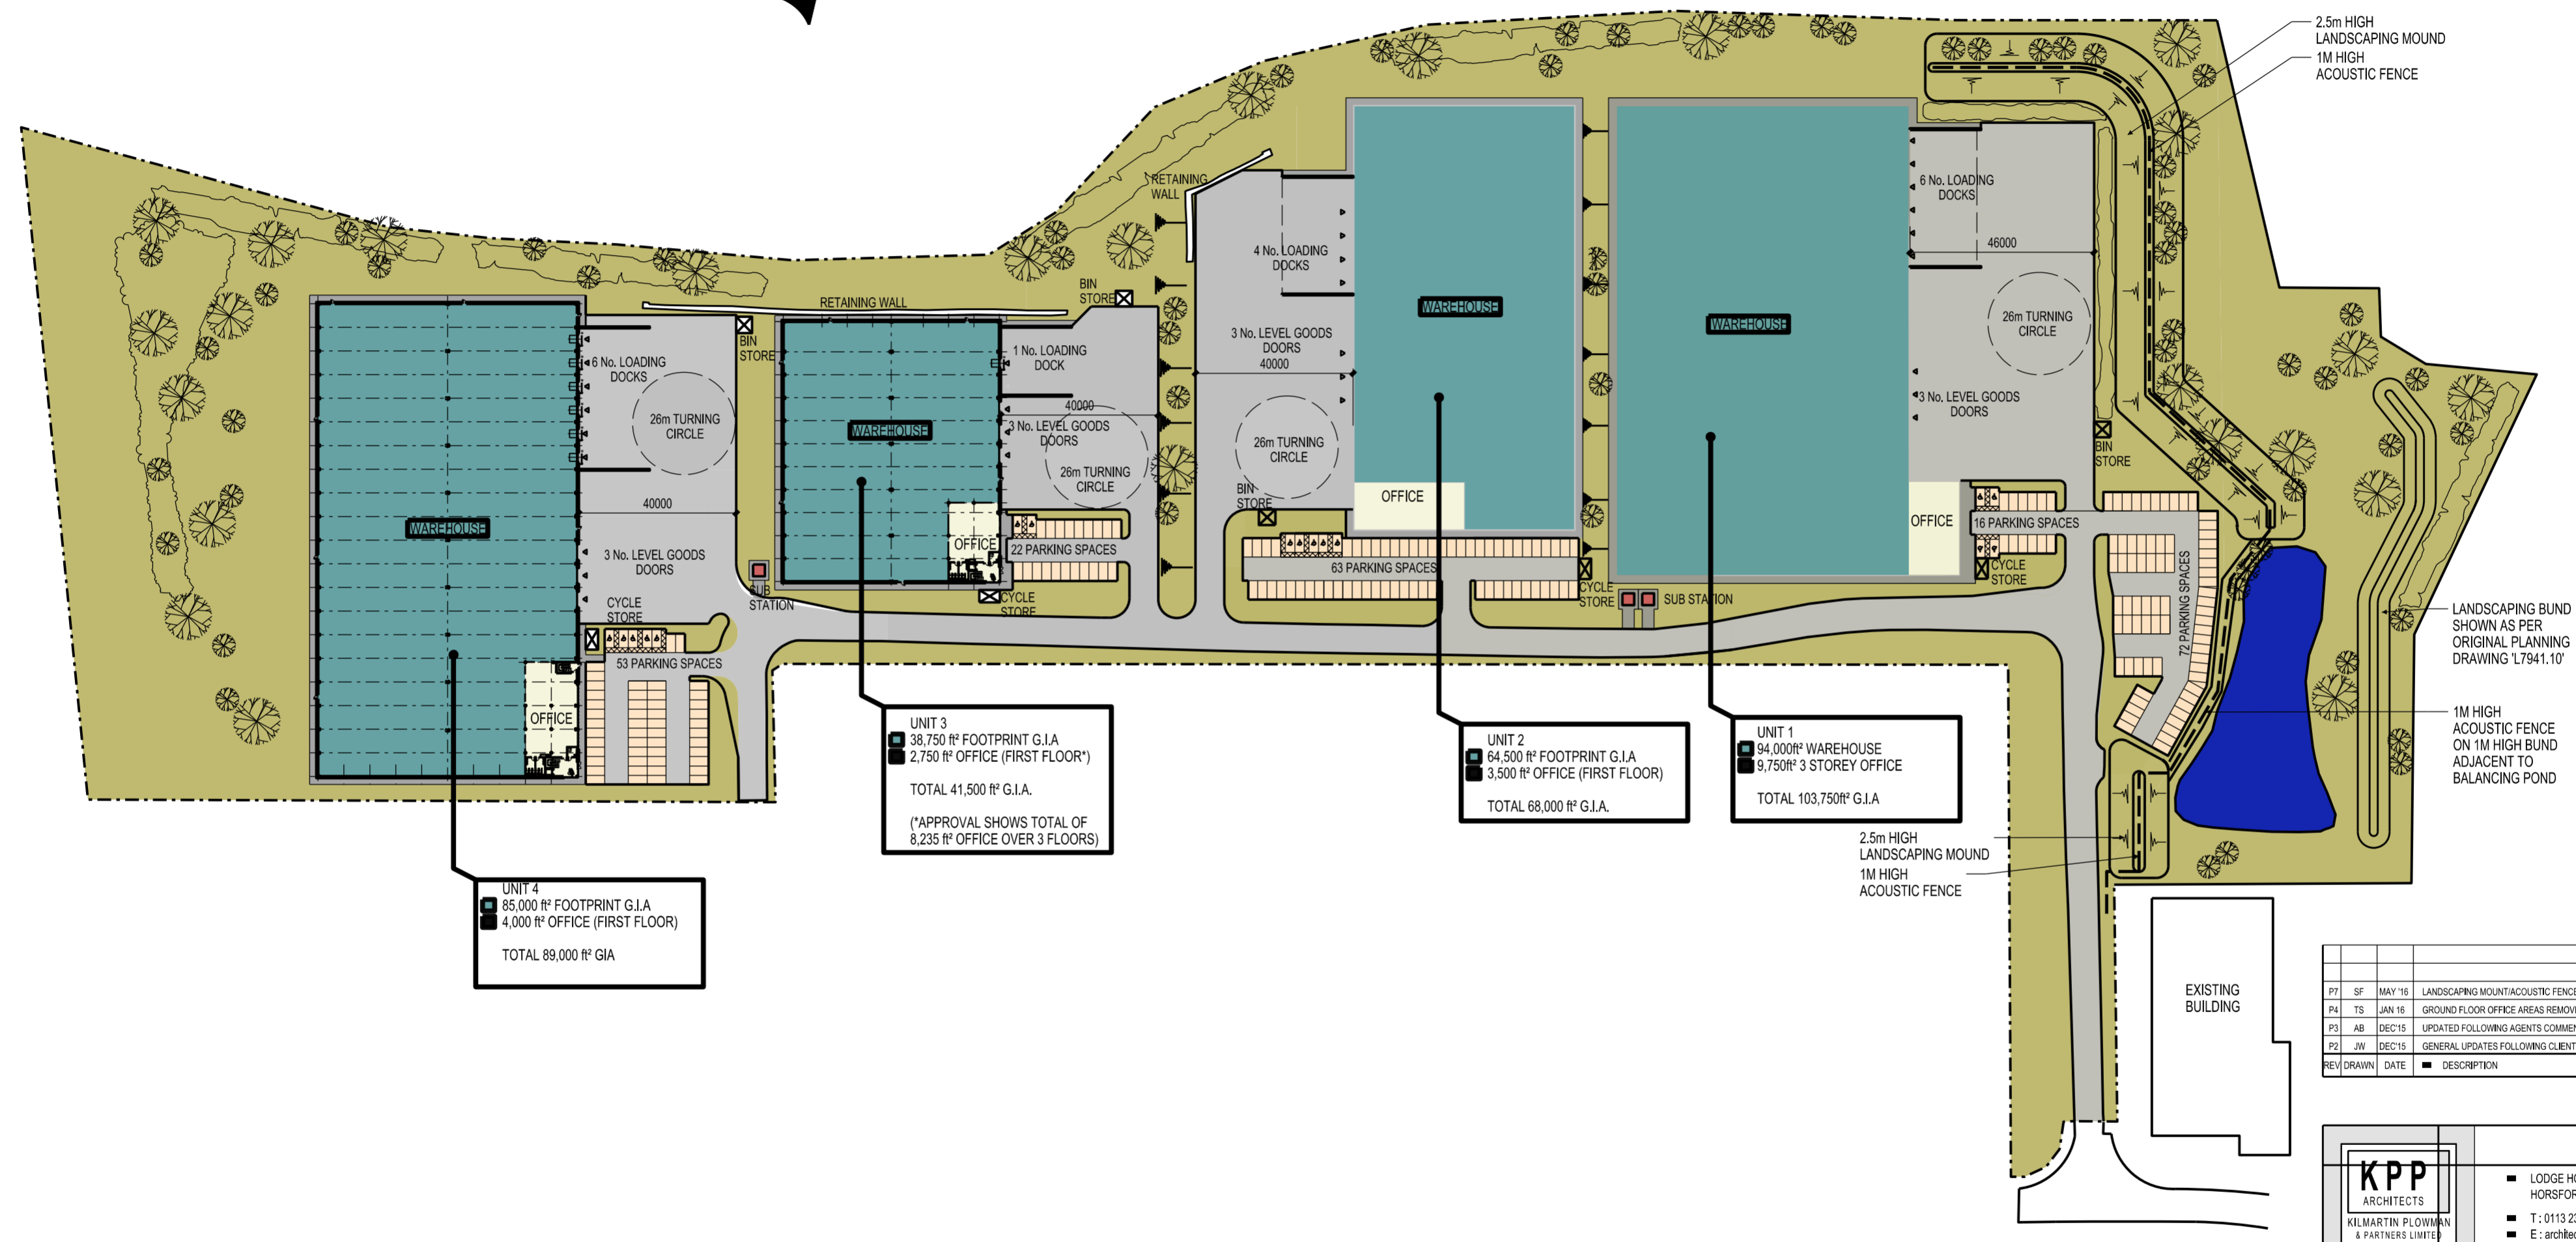 2.5m HIGH
LANDSCAPING MOUND
1M HIGH
ACOUSTIC FENCE
RETAINING
WALL
6 No. LOADING
DOCKS
46000
4 No. LOADING
DOCKS
BIN
STORE
RETAINING WALL
WAREHOUSE
WAREHOUSE
26m TURNING
CIRCLE
3 No. LEVEL GOODS
DOORS
40000
BIN
STORE
1 No. LOADING
DOCK
6 No. LOADING
DOCKS
3 No. LEVEL GOODS
DOORS
40000
3 No. LEVEL GOODS
DOORS
26m TURNING
CIRCLE
WAREHOUSE
26m TURNING
CIRCLE
26m TURNING
CIRCLE
BIN
STORE
BIN
STORE
OFFICE
40000
WAREHOUSE
OFFICE
16 PARKING SPACES
3 No. LEVEL GOODS
DOORS
OFFICE
22 PARKING SPACES
63 PARKING SPACES
CYCLE
STORE
72 PARKING SPACES
SUB
STATION
CYCLE
STORE
CYCLE
STORE
SUB STATION
CYCLE
STORE
53 PARKING SPACES
OFFICE
LANDSCAPING BUND
SHOWN AS PER
ORIGINAL PLANNING
DRAWING 'L7941.10'
1M HIGH
ACOUSTIC FENCE
ON 1M HIGH BUND
ADJACENT TO
BALANCING POND
UNIT 3
38,750 ft² FOOTPRINT G.I.A
2,750 ft² OFFICE (FIRST FLOOR*)
TOTAL 41,500 ft² G.I.A.
(*APPROVAL SHOWS TOTAL OF
8,235 ft² OFFICE OVER 3 FLOORS)
UNIT 2
64,500 ft² FOOTPRINT G.I.A
3,500 ft² OFFICE (FIRST FLOOR)
TOTAL 68,000 ft² G.I.A.
UNIT 1
94,000ft² WAREHOUSE
9,750ft² 3 STOREY OFFICE
TOTAL 103,750ft² G.I.A
2.5m HIGH
LANDSCAPING MOUND
1M HIGH
ACOUSTIC FENCE
UNIT 4
85,000 ft² FOOTPRINT G.I.A
4,000 ft² OFFICE (FIRST FLOOR)
TOTAL 89,000 ft² GIA
EXISTING
BUILDING
P7 SF MAY '16 LANDSCAPING MOUNT/ACOUSTIC FENCE
P4 TS JAN 16 GROUND FLOOR OFFICE AREAS
P3 AB DEC'15 UPDATED FOLLOWING AGENTS
P2 JW DEC'15 GENERAL UPDATES FOLLOWING CLIENT
REV DRAWN DATE DESCRIPTION
KPP
ARCHITECTS
KILMARTIN PLOWMAN
& PARTNERS LIMITED
LODGE
T : 0113
E :